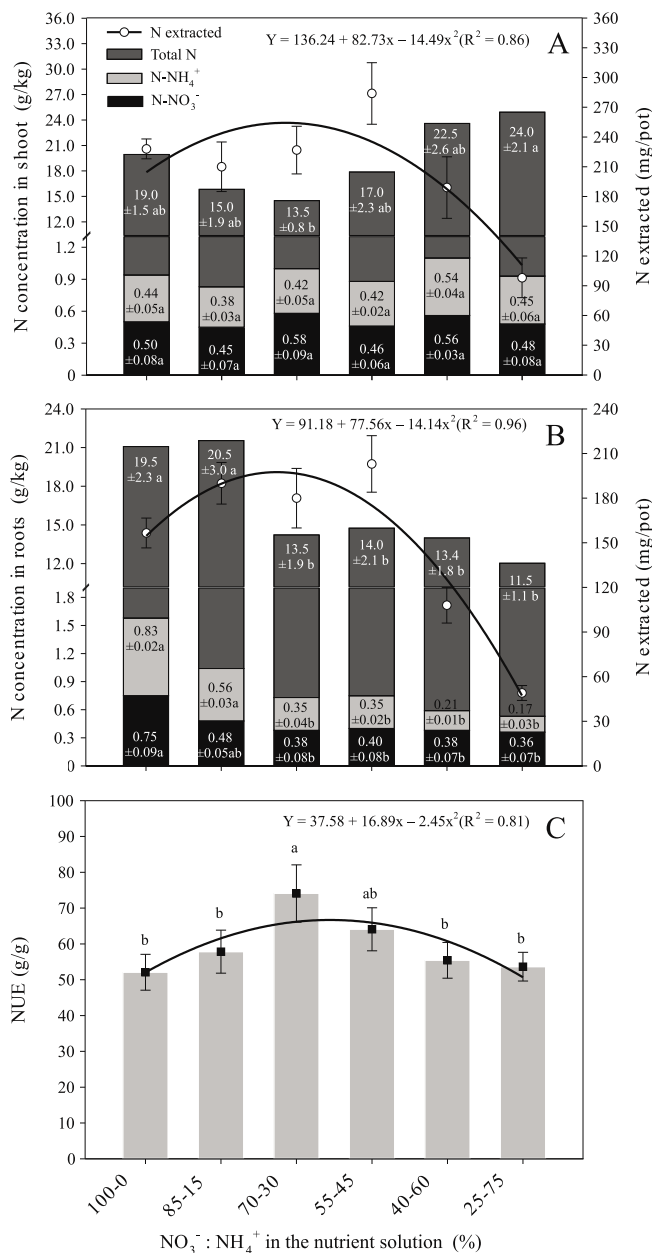 Y = 136.24 + 82.73x – 14.49x² (R² = 0.86)
A
N extracted
Total N
N-NH₄⁺
N-NO₃⁻
N concentration in shoot (g/kg)
36.0
33.0
30.0
27.0
24.0
21.0
18.0
15.0
12.0
1.2
0.9
0.6
0.3
0
N extracted (mg/pot)
360
330
300
270
240
210
180
150
120
90
60
30
0
19.0
±1.5 ab
15.0
±1.9 ab
13.5
±0.8 b
17.0
±2.3 ab
22.5
±2.6 ab
24.0
±2.1 a
0.44
±0.05a
0.38
±0.03a
0.42
±0.05a
0.42
±0.02a
0.54
±0.04a
0.45
±0.06a
0.50
±0.08a
0.45
±0.07a
0.58
±0.09a
0.46
±0.06a
0.56
±0.03a
0.48
±0.08a
Y = 91.18 + 77.56x – 14.14x² (R² = 0.96)
B
N concentration in roots (g/kg)
24.0
21.0
18.0
15.0
12.0
1.8
1.5
1.2
0.9
0.6
0.3
0
N extracted (mg/pot)
240
210
180
150
120
90
60
30
0
19.5
±2.3 a
20.5
±3.0 a
13.5
±1.9 b
14.0
±2.1 b
13.4
±1.8 b
11.5
±1.1 b
0.83
±0.02a
0.56
±0.03a
0.35
±0.04b
0.35
±0.02b
0.21
±0.01b
0.17
±0.03b
0.75
±0.09a
0.48
±0.05ab
0.38
±0.08b
0.40
±0.08b
0.38
±0.07b
0.36
±0.07b
Y = 37.58 + 16.89x – 2.45x² (R² = 0.81)
C
NUE (g/g)
100
90
80
70
60
50
40
30
20
10
0
b
b
a
ab
b
b
100-0
85-15
70-30
55-45
40-60
25-75
NO₃⁻ : NH₄⁺ in the nutrient solution (%)